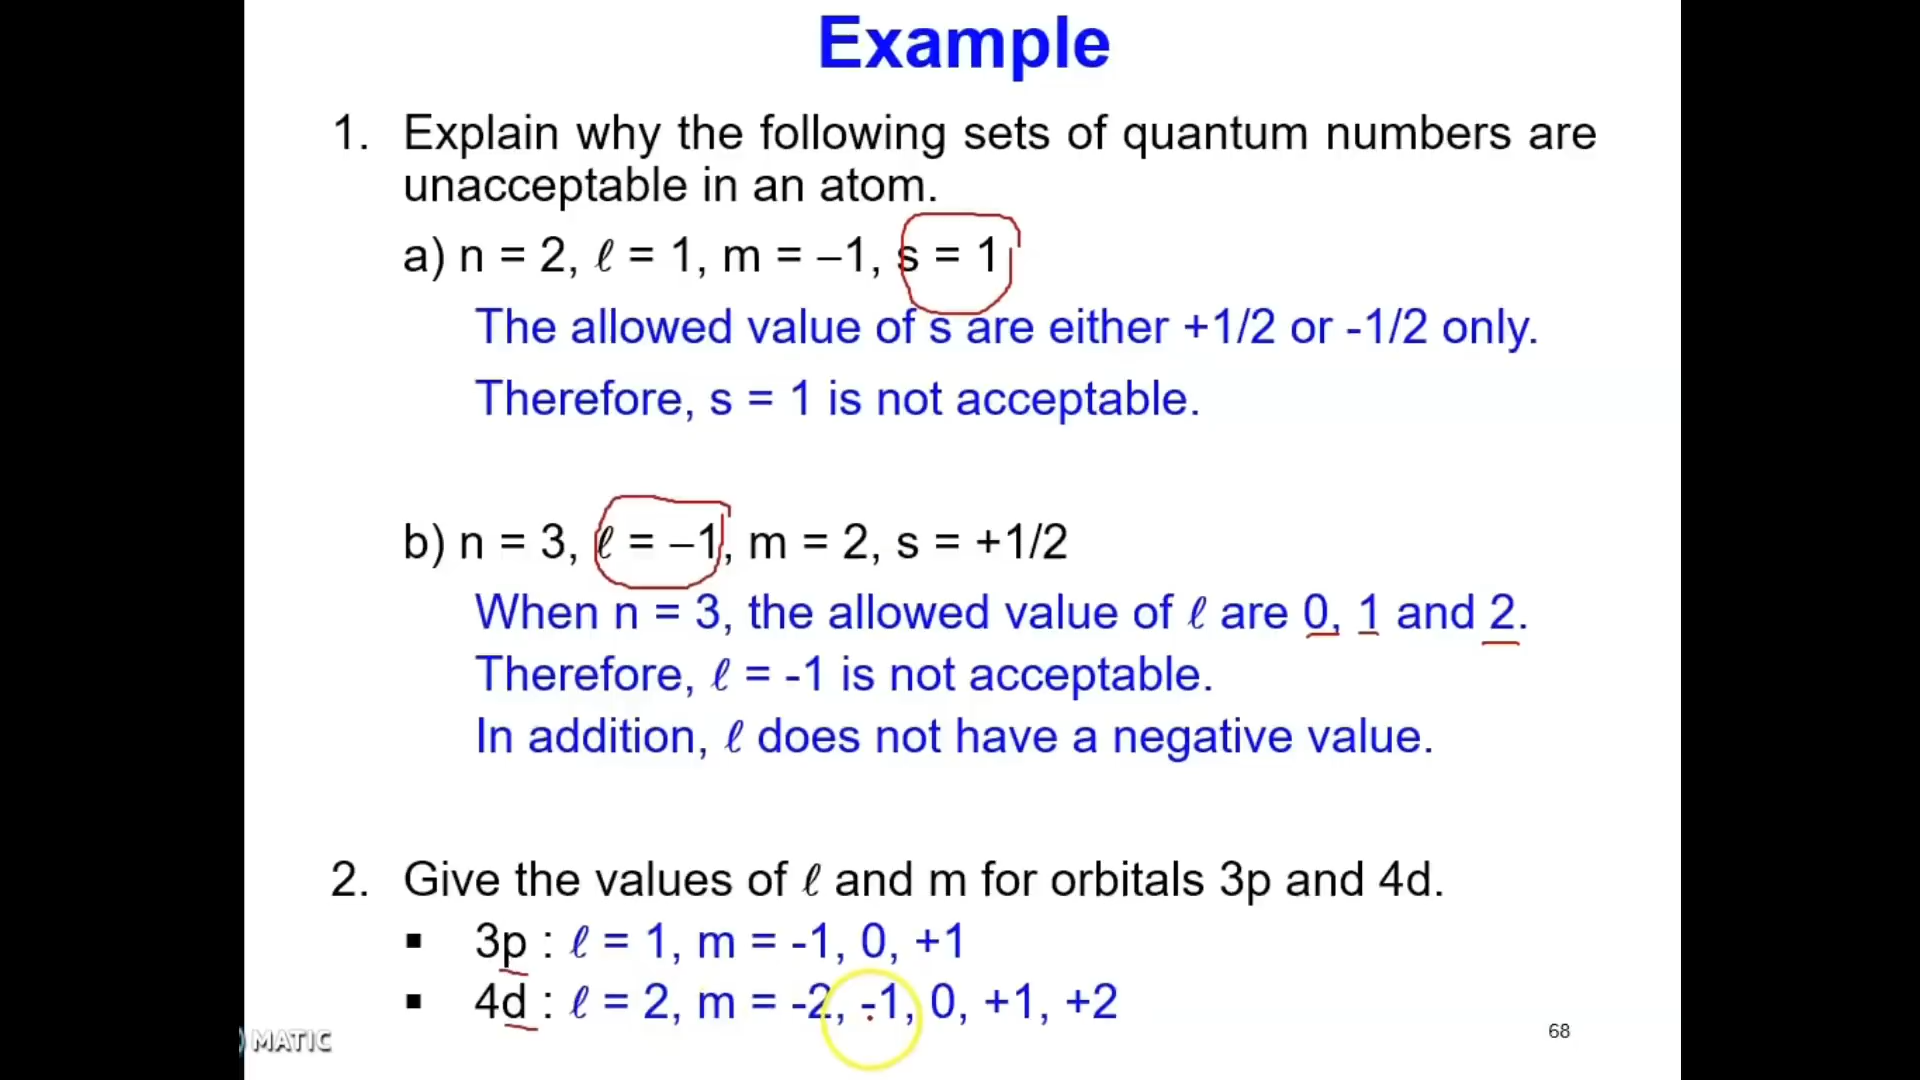 Example
1. Explain why the following sets of quantum numbers are
unacceptable in an atom.
a) n = 2, ℓ = 1, m = –1, s = 1
The allowed value of s are either +1/2 or -1/2 only.
Therefore, s = 1 is not acceptable.
b) n = 3, ℓ = –1, m = 2, s = +1/2
When n = 3, the allowed value of ℓ are 0, 1 and 2.
Therefore, ℓ = -1 is not acceptable.
In addition, ℓ does not have a negative value.
2. Give the values of ℓ and m for orbitals 3p and 4d.
▪ 3p : ℓ = 1, m = -1, 0, +1
▪ 4d : ℓ = 2, m = -2, -1, 0, +1, +2
MATIC
68